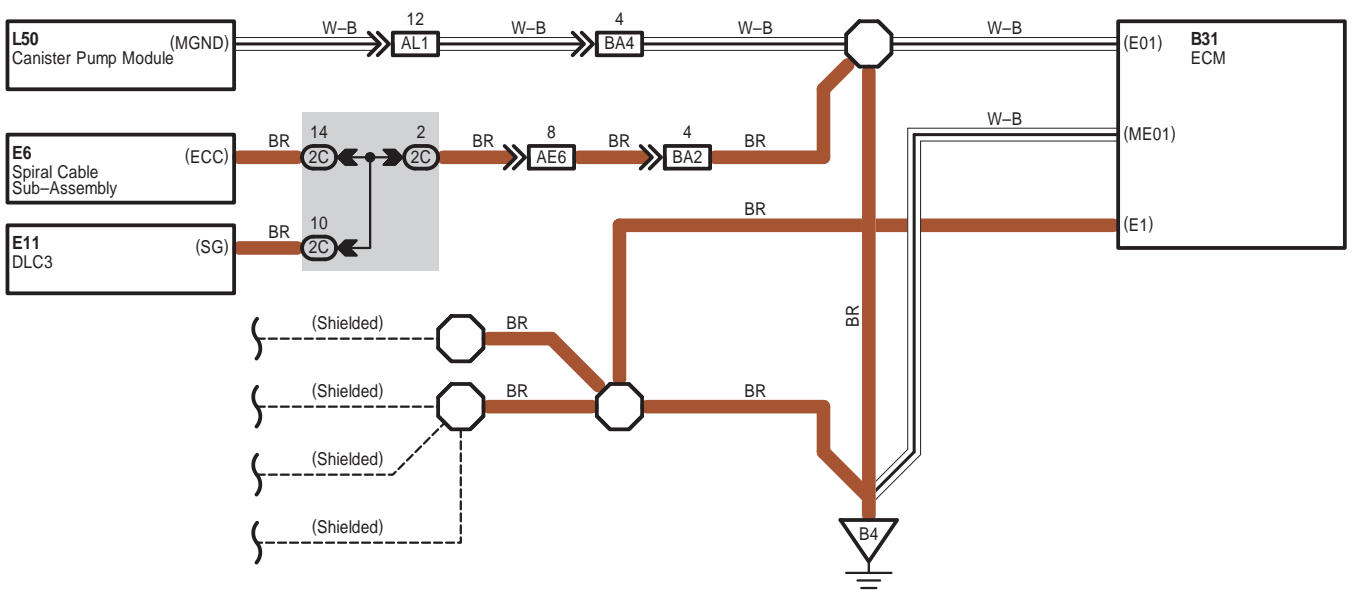 12
4
W–B
W–B
W–B
W–B
L50
Canister Pump Module
(MGND)
AL1
BA4
(E01)
B31
ECM
W–B
(ME01)
14
2
8
4
BR
BR
BR
BR
E6
Spiral Cable
Sub–Assembly
(ECC)
2C
2C
AE6
BA2
BR
(E1)
10
BR
E11
DLC3
(SG)
2C
BR
(Shielded)
BR
(Shielded)
BR
BR
(Shielded)
(Shielded)
B4